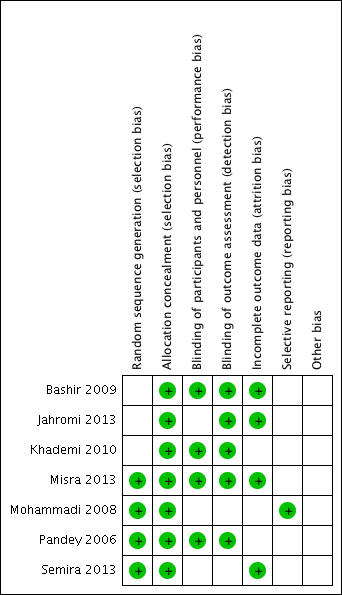 Random sequence generation (selection bias)
Allocation concealment (selection bias)
Blinding of participants and personnel (performance bias)
Blinding of outcome assessment (detection bias)
Incomplete outcome data (attrition bias)
Selective reporting (reporting bias)
Other bias
Bashir 2009 + + + +
Jahromi 2013 + + +
Khademi 2010 + + +
Misra 2013 + + + + +
Mohammadi 2008 + + +
Pandey 2006 + + + +
Semira 2013 + + +